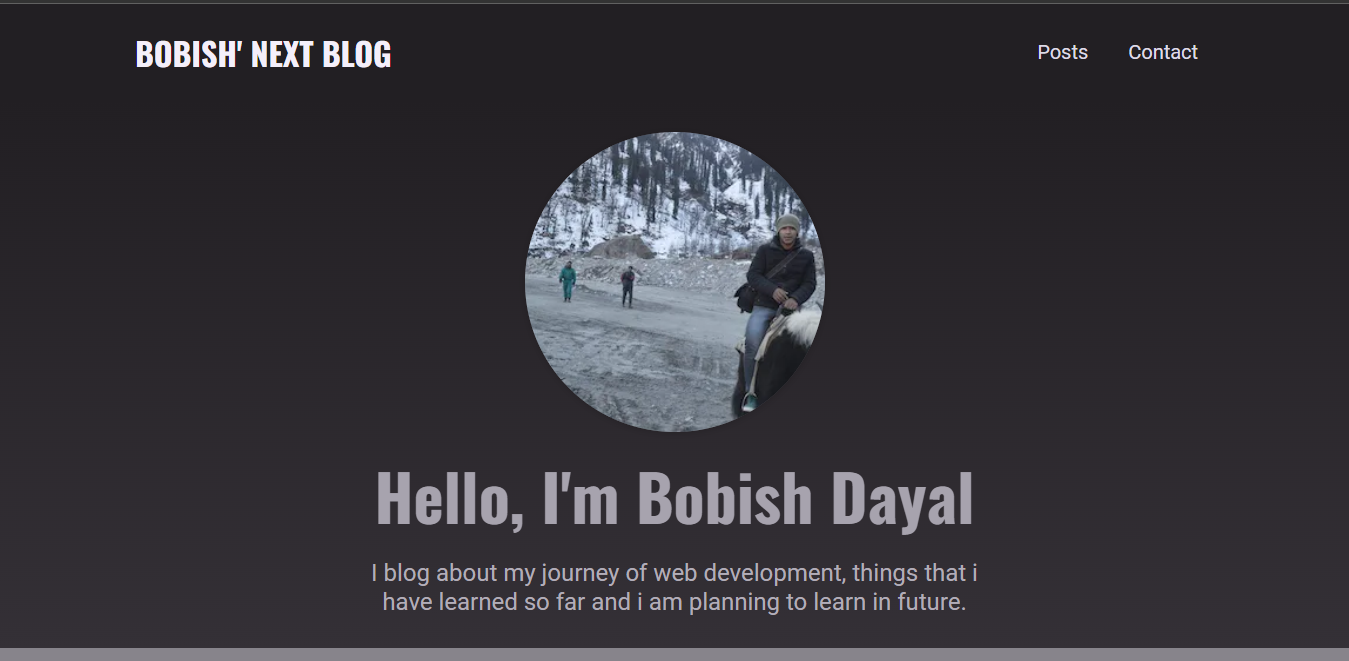 BOBISH' NEXT BLOG
Posts Contact
Hello, I'm Bobish Dayal
I blog about my journey of web development, things that i
have learned so far and i am planning to learn in future.